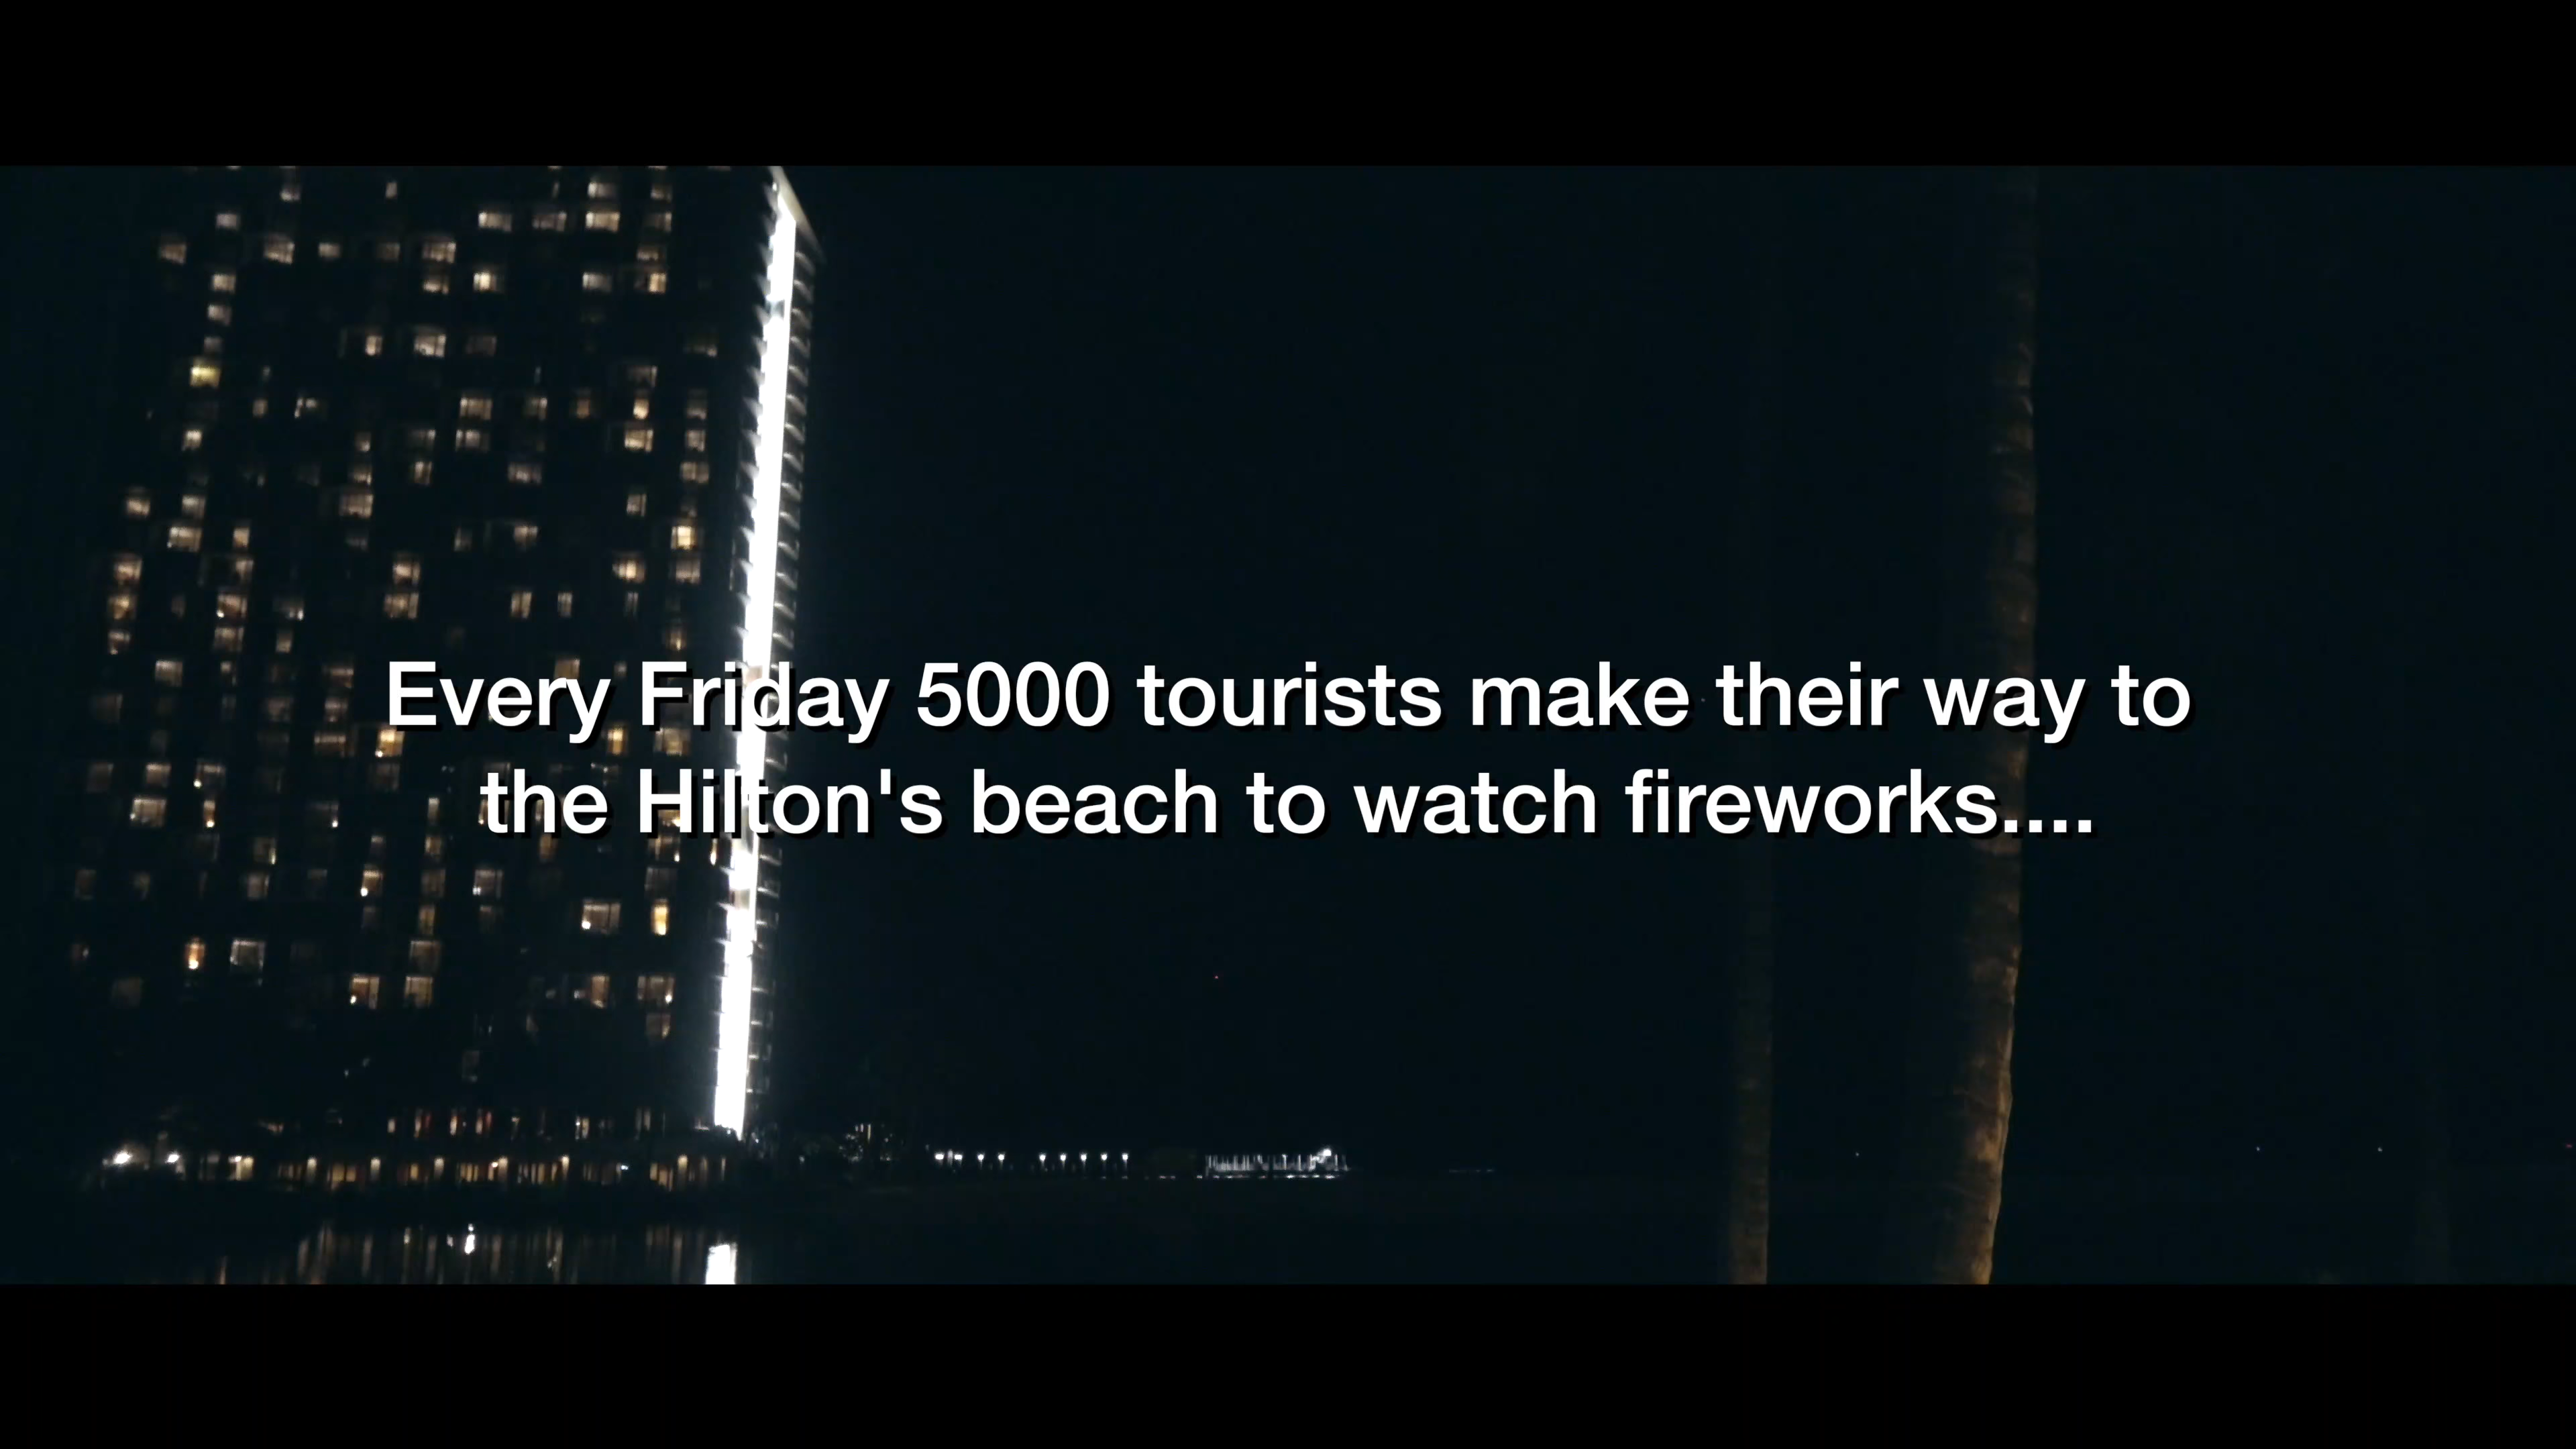 Every Friday 5000 tourists make their way to
the Hilton's beach to watch fireworks....